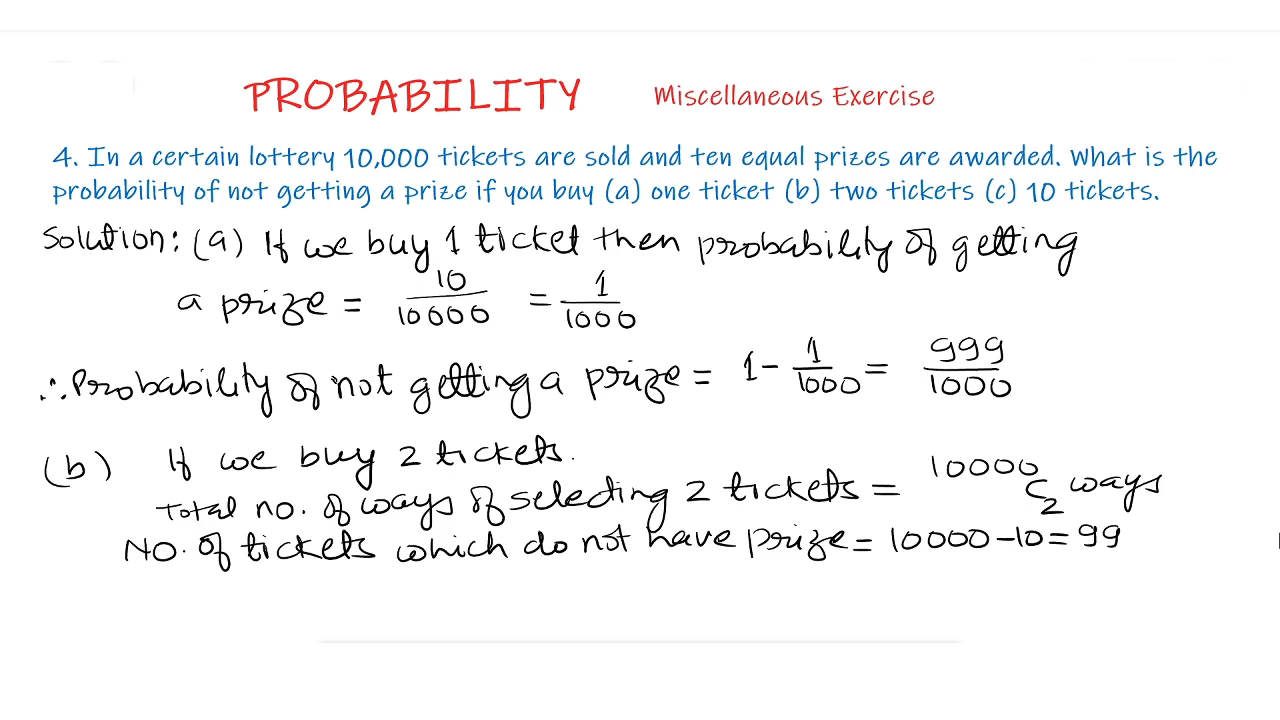 PROBABILITY Miscellaneous Exercise
4. In a certain lottery 10,000 tickets are sold and ten equal prizes are awarded. What is the
probability of not getting a prize if you buy (a) one ticket (b) two tickets (c) 10 tickets.
Solution: (a) If we buy 1 ticket then probability of getting
a prize = 10/10000 = 1/1000
∴ Probability of not getting a prize = 1 - 1/1000 = 999/1000
(b) If we buy 2 tickets.
Total no. of ways of selecting 2 tickets = 10000C2 ways
No. of tickets which do not have prize = 10000-10=99